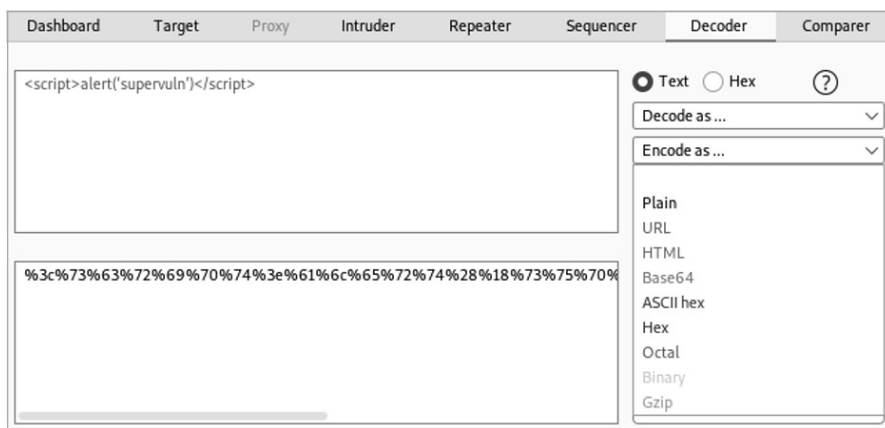 Dashboard Target Proxy Intruder Repeater Sequencer Decoder Comparer
<script>alert('supervuln')</script>
Text Hex ?
Decode as ...
Encode as ...
Plain
URL
HTML
Base64
ASCII hex
Hex
Octal
Binary
Gzip
%3c%73%63%72%69%70%74%3e%61%6c%65%72%74%28%18%73%75%70%